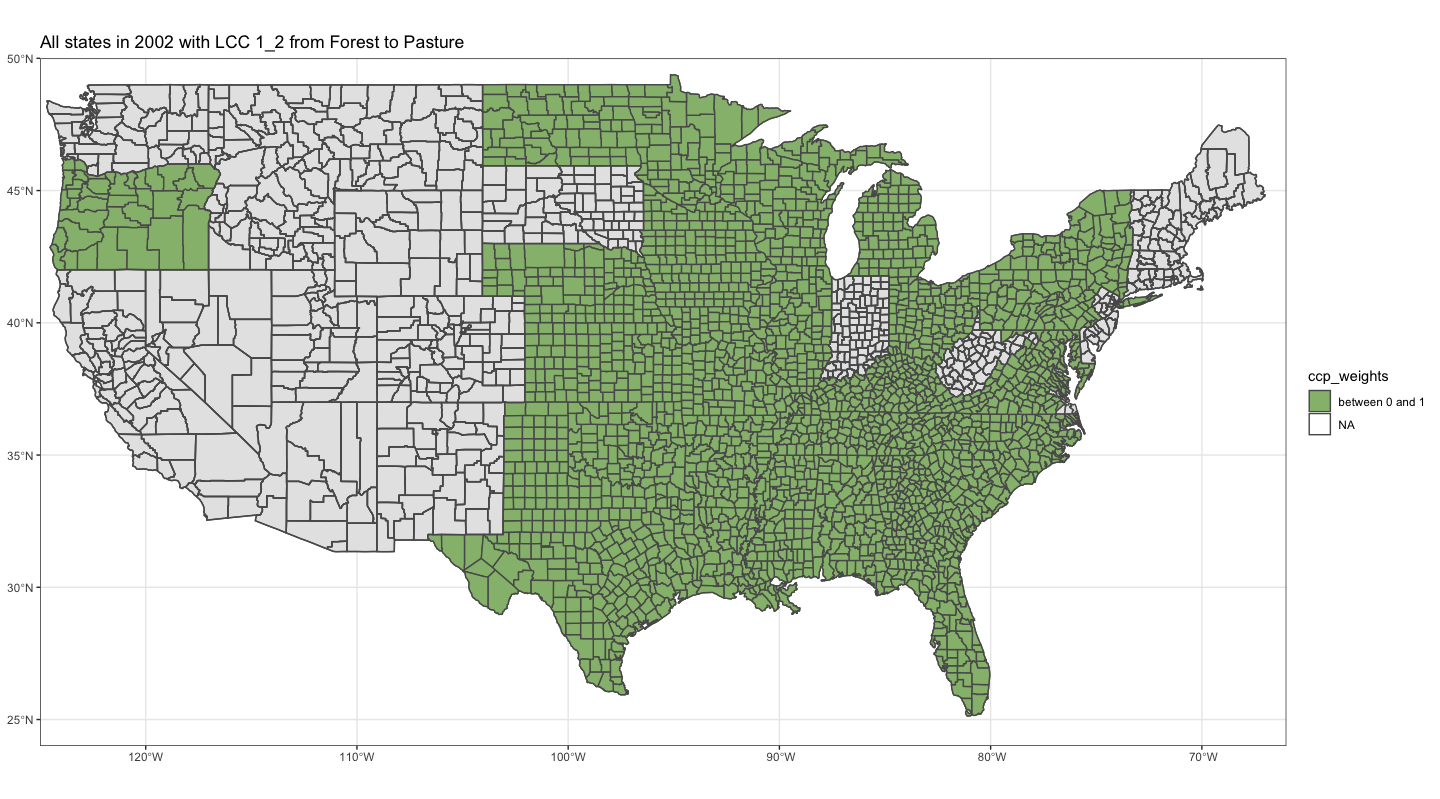 All states in 2002 with LCC 1_2 from Forest to Pasture
50°N
45°N
40°N
35°N
30°N
25°N
120°W
110°W
100°W
90°W
80°W
70°W
ccp_weights
between 0 and 1
NA